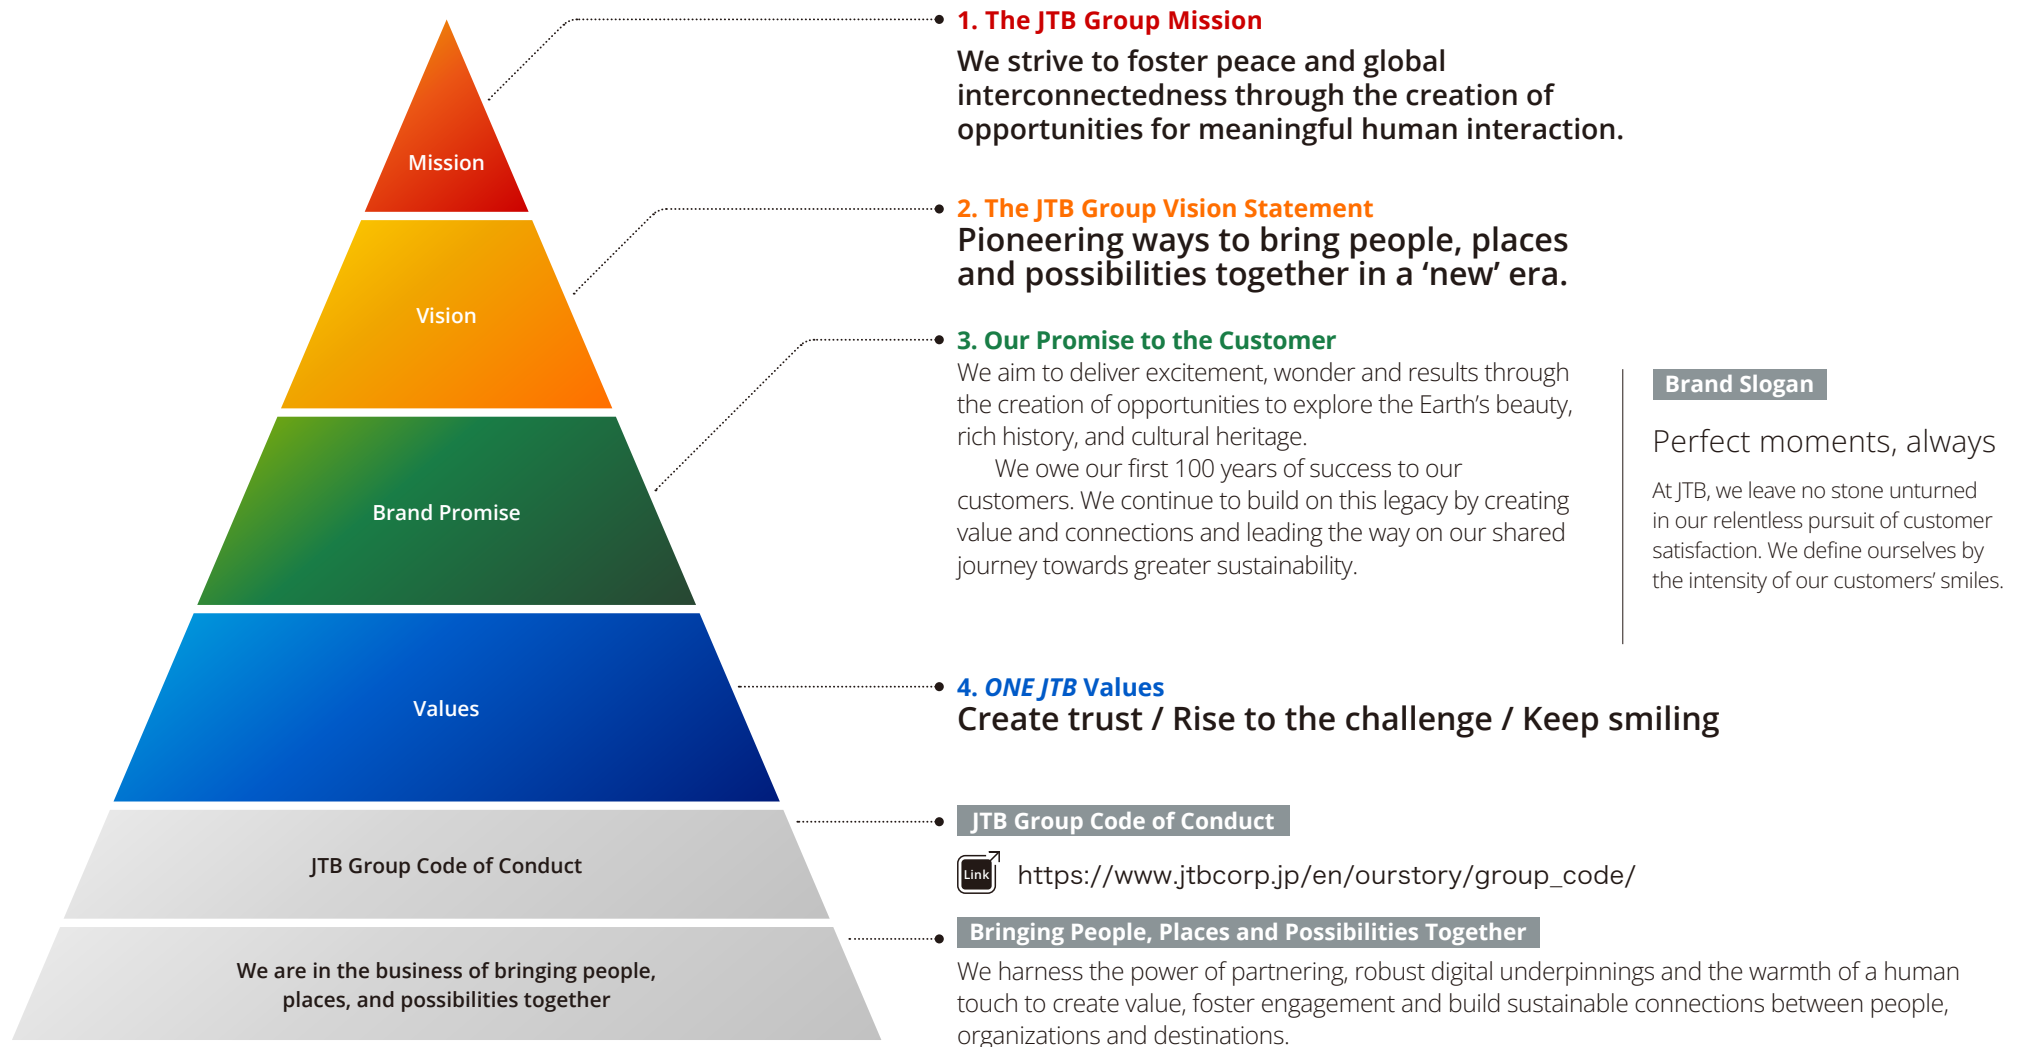 Mission
Vision
Brand Promise
Values
JTB Group Code of Conduct
We are in the business of bringing people,
places, and possibilities together
1. The JTB Group Mission
We strive to foster peace and global
interconnectedness through the creation of
opportunities for meaningful human interaction.
2. The JTB Group Vision Statement
Pioneering ways to bring people, places
and possibilities together in a ‘new’ era.
3. Our Promise to the Customer
We aim to deliver excitement, wonder and results through
the creation of opportunities to explore the Earth’s beauty,
rich history, and cultural heritage.
We owe our first 100 years of success to our
customers. We continue to build on this legacy by creating
value and connections and leading the way on our shared
journey towards greater sustainability.
Brand Slogan
Perfect moments, always
At JTB, we leave no stone unturned
in our relentless pursuit of customer
satisfaction. We define ourselves by
the intensity of our customers’ smiles.
4. ONE JTB Values
Create trust / Rise to the challenge / Keep smiling
JTB Group Code of Conduct
Link https://www.jtbcorp.jp/en/ourstory/group_code/
Bringing People, Places and Possibilities Together
We harness the power of partnering, robust digital underpinnings and the warmth of a human
touch to create value, foster engagement and build sustainable connections between people,
organizations and destinations.